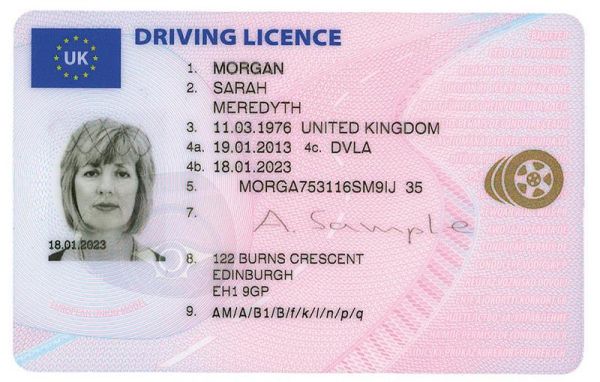 UK
DRIVING LICENCE
1. MORGAN
2. SARAH
MEREDYTH
3. 11.03.1976 UNITED KINGDOM
4a. 19.01.2013 4c. DVLA
4b. 18.01.2023
5. MORGA753116SM9IJ 35
7. A. Sample
18.01.2023
8. 122 BURNS CRESCENT
EDINBURGH
EH1 9GP
EUROPEAN UNION MODEL
9. AM/A/B1/B/f/k/l/n/p/q